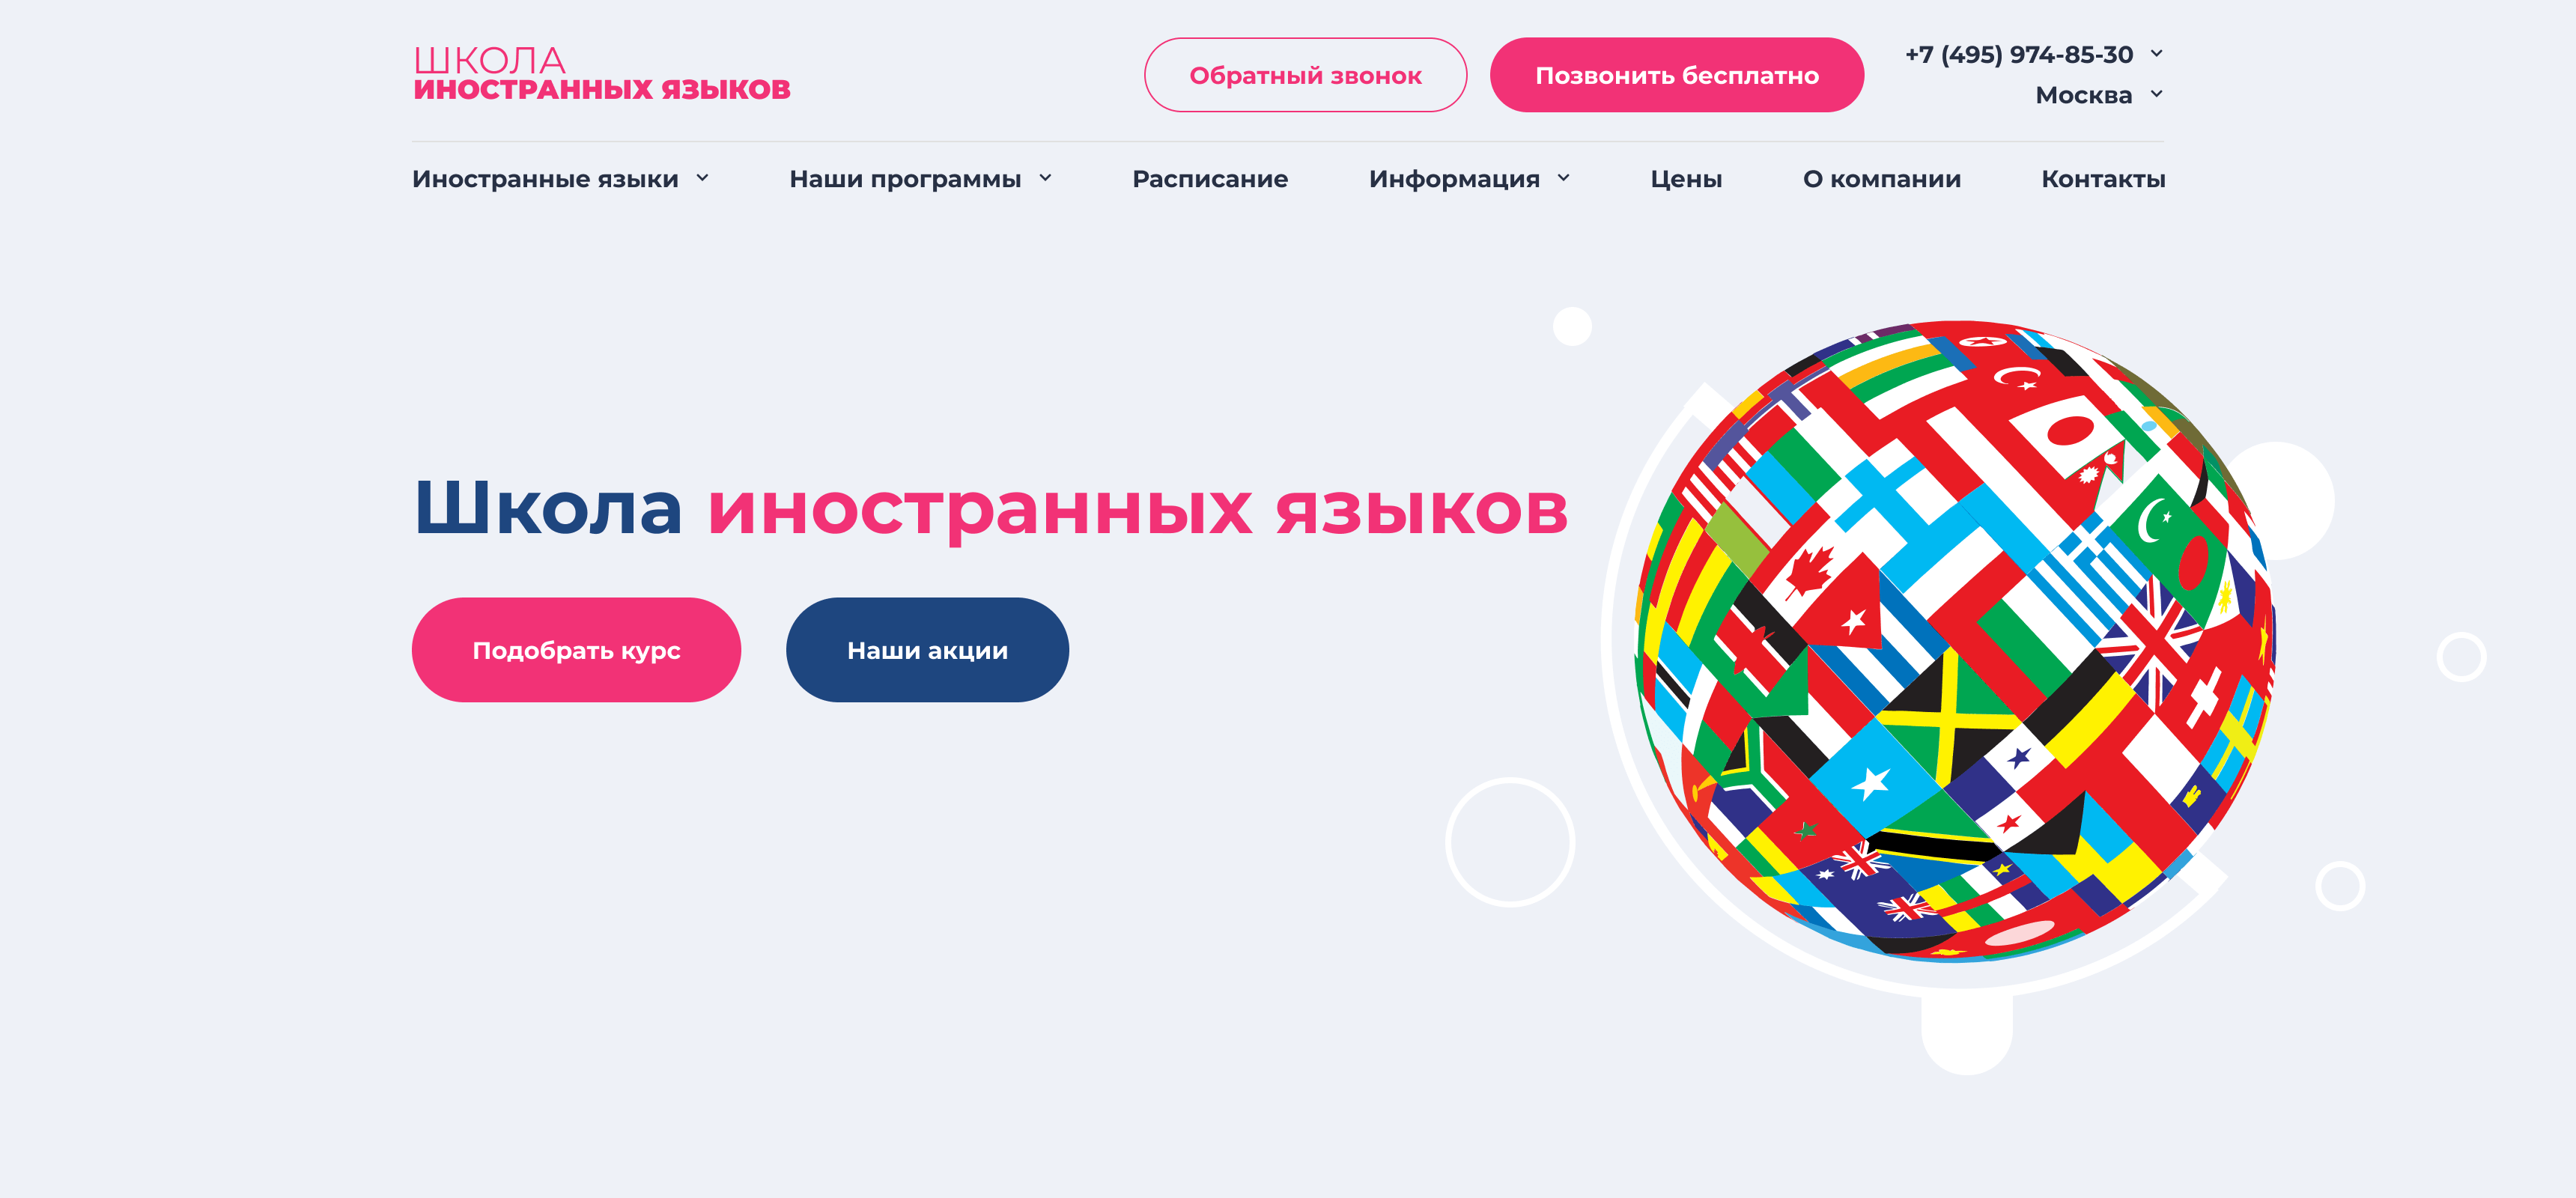 ШКОЛА
ИНОСТРАННЫХ ЯЗЫКОВ
Обратный звонок
Позвонить бесплатно
+7 (495) 974-85-30
Москва
Иностранные языки
Наши программы
Расписание
Информация
Цены
О компании
Контакты
Школа иностранных языков
Подобрать курс
Наши акции